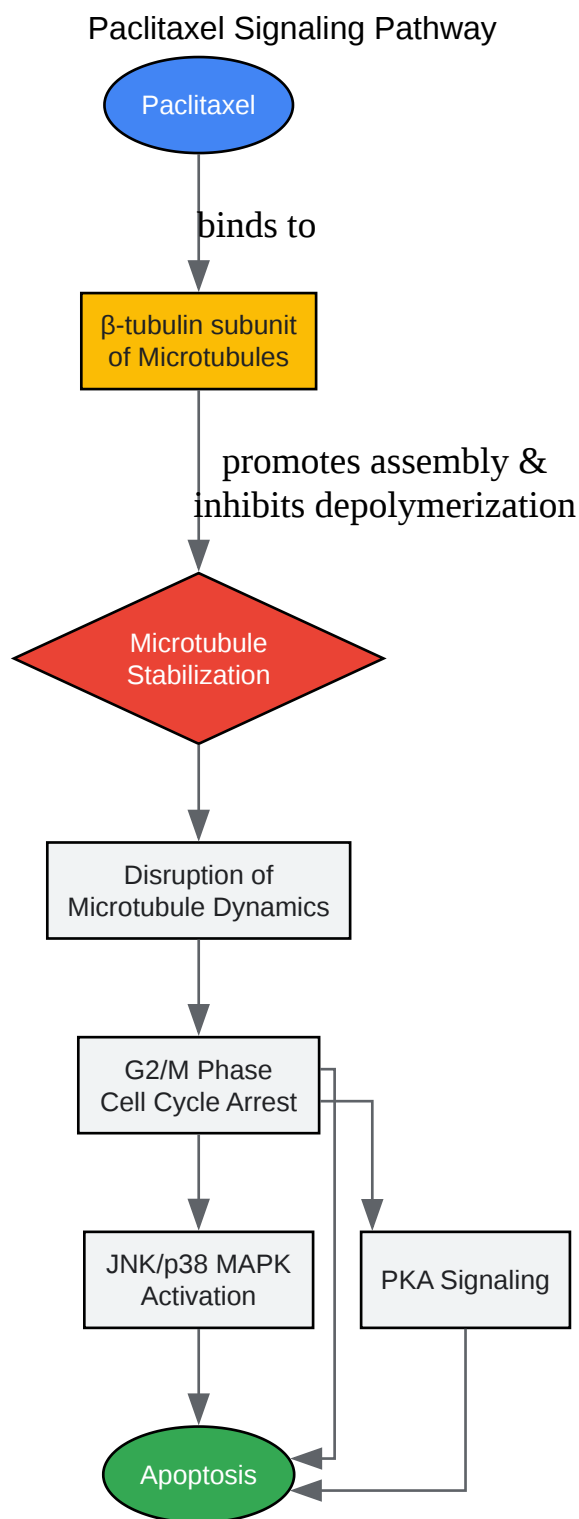 Paclitaxel Signaling Pathway
Paclitaxel
binds to
β-tubulin subunit
of Microtubules
promotes assembly &
inhibits depolymerization
Microtubule
Stabilization
Disruption of
Microtubule Dynamics
G2/M Phase
Cell Cycle Arrest
JNK/p38 MAPK
Activation
PKA Signaling
Apoptosis